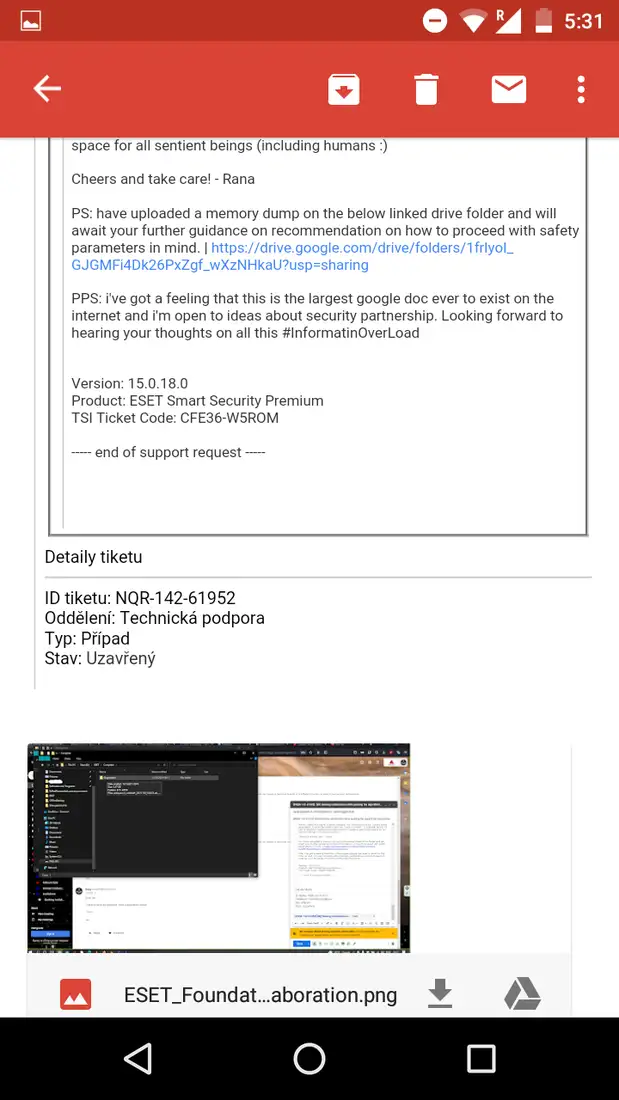 R 5:31
space for all sentient beings (including humans :)
Cheers and take care! - Rana
PS: have uploaded a memory dump on the below linked drive folder and will
await your further guidance on recommendation on how to proceed with safety
parameters in mind. | https://drive.google.com/drive/folders/1frlyol_
GJGMFi4Dk26PxZgf_wXzNHkaU?usp=sharing
PPS: i've got a feeling that this is the largest google doc ever to exist on the
internet and i'm open to ideas about security partnership. Looking forward to
hearing your thoughts on all this #InformatinOverLoad
Version: 15.0.18.0
Product: ESET Smart Security Premium
TSI Ticket Code: CFE36-W5ROM
----- end of support request -----
Detaily tiketu
ID tiketu: NQR-142-61952
Oddělení: Technická podpora
Typ: Případ
Stav: Uzavřený
ESET_Foundat...aboration.png